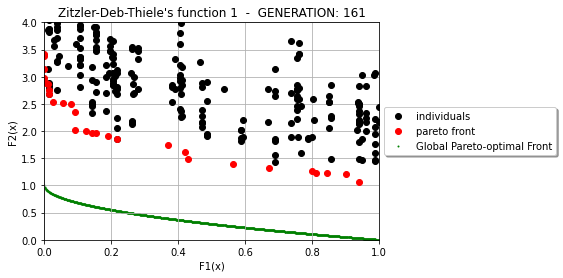 Zitzler-Deb-Thiele's function 1 - GENERATION: 161
4.0
3.5
3.0
2.5
2.0
1.5
1.0
0.5
0.0
F2(x)
0.0 0.2 0.4 0.6 0.8 1.0
F1(x)
individuals
pareto front
Global Pareto-optimal Front